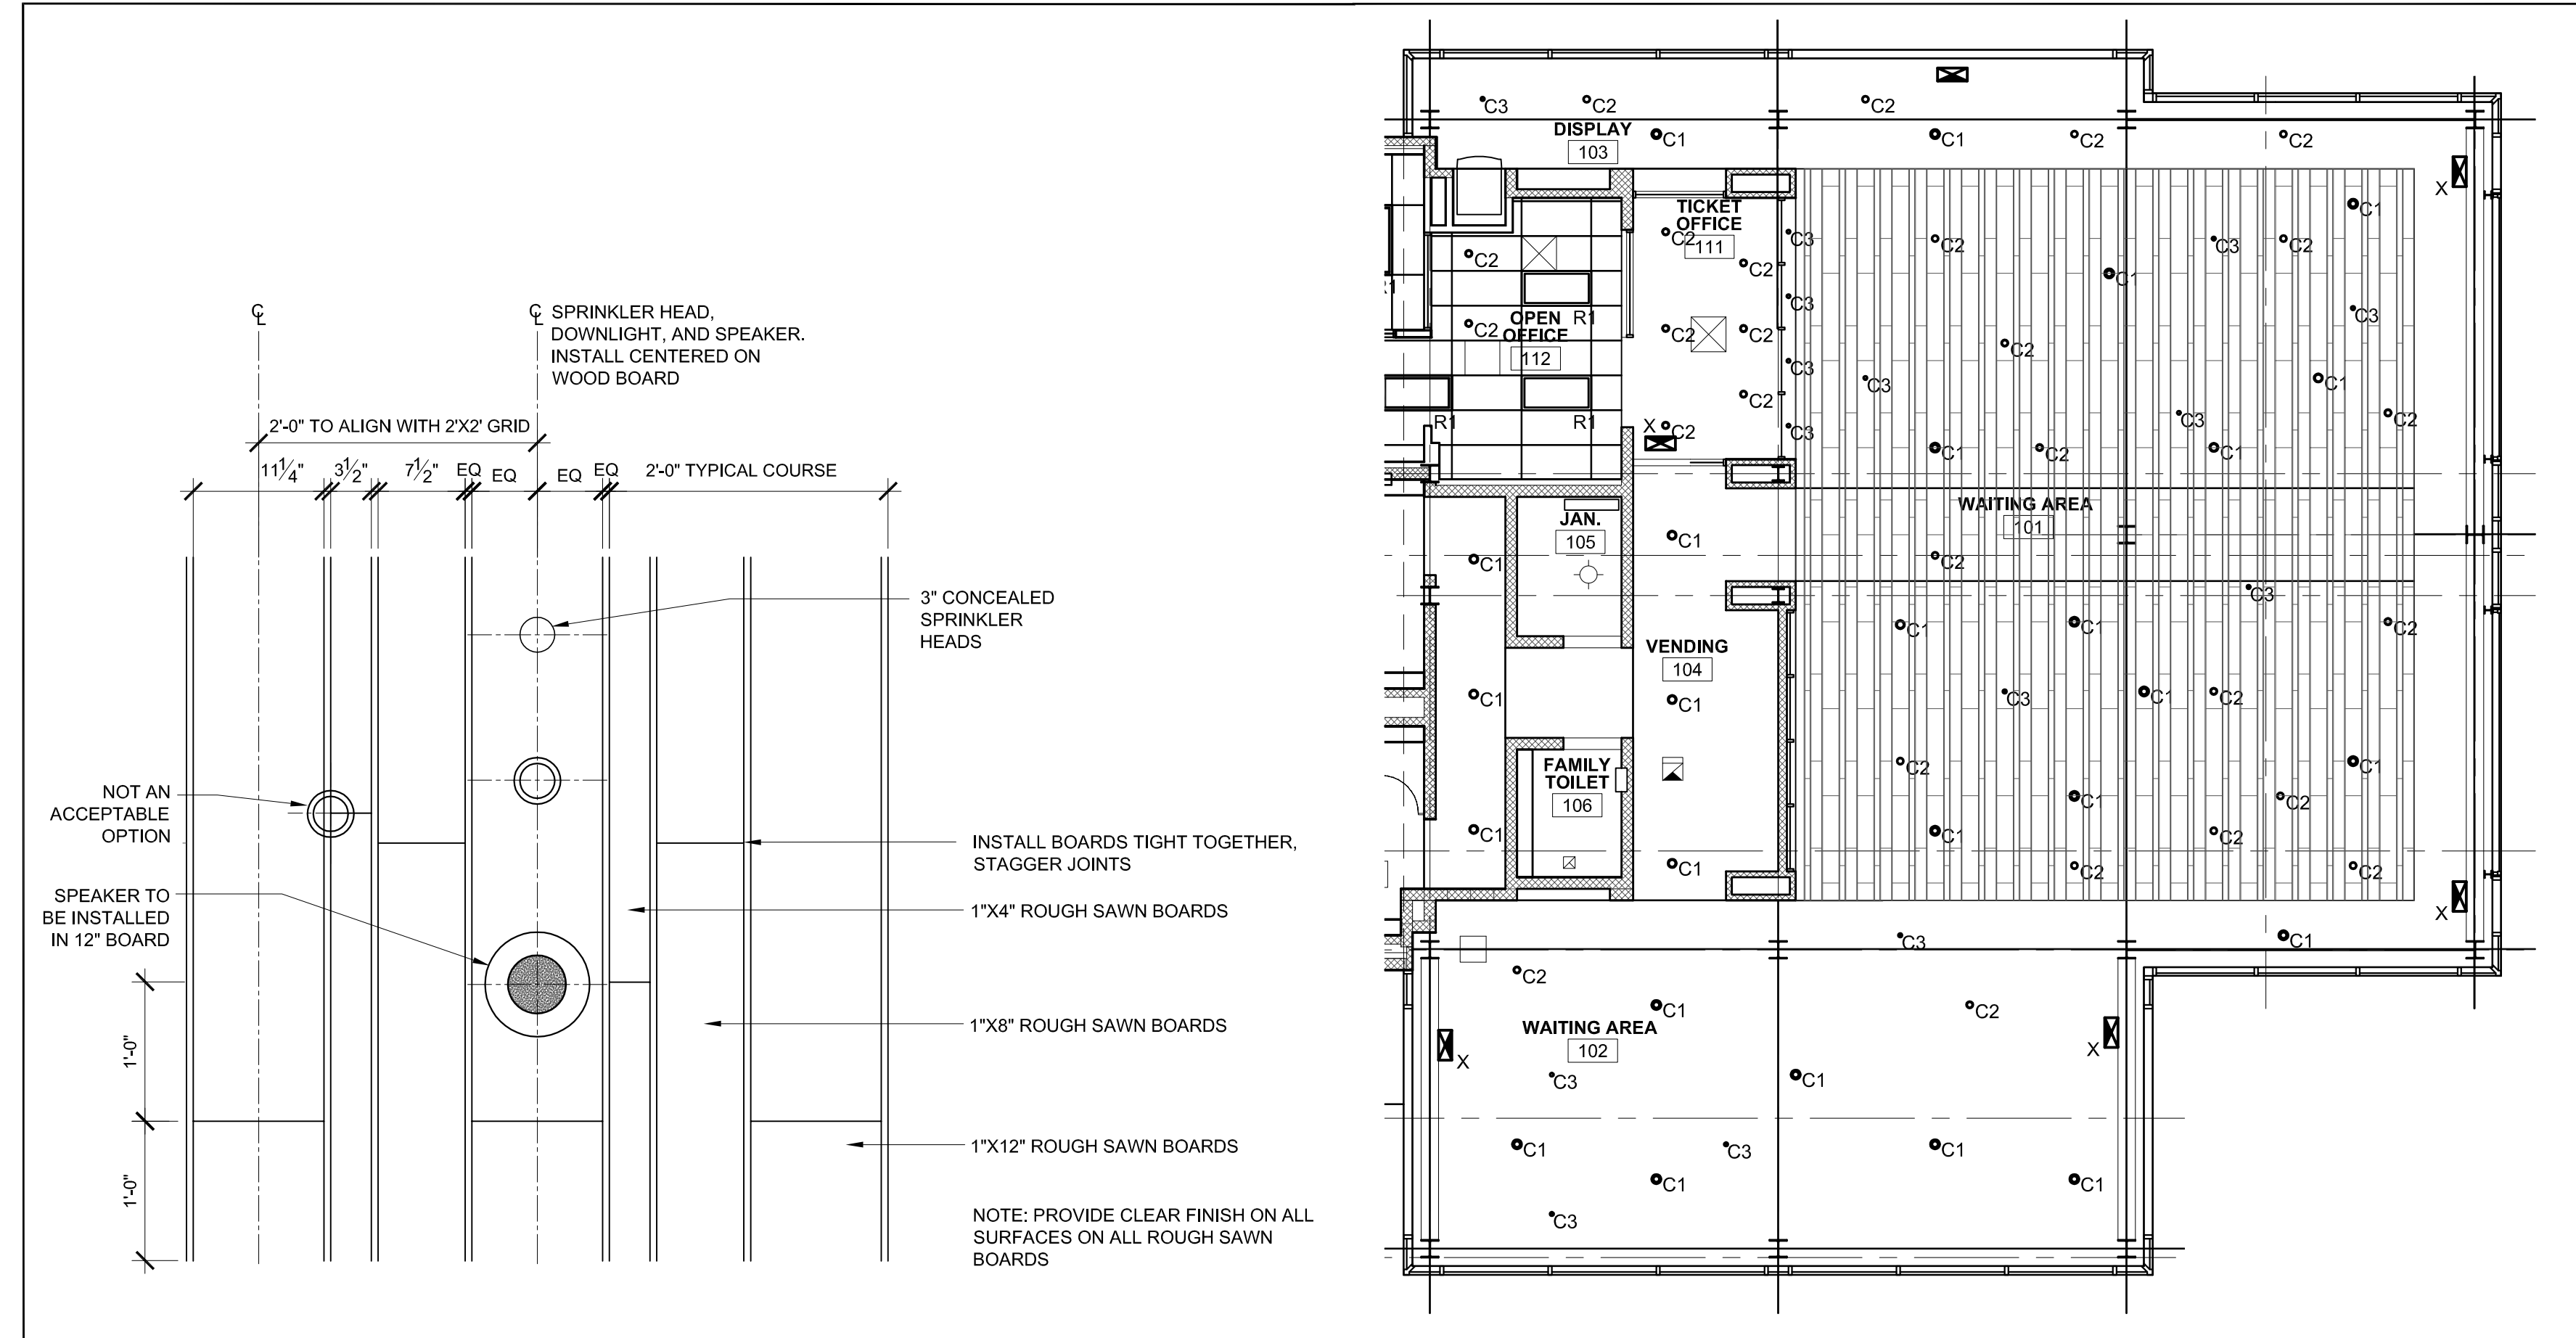 ℄
℄ SPRINKLER HEAD,
DOWNLIGHT, AND SPEAKER.
INSTALL CENTERED ON
WOOD BOARD
2'-0" TO ALIGN WITH 2'X2' GRID
11 1/4"
3 1/2"
7 1/2"
EQ
EQ
EQ
EQ
2'-0" TYPICAL COURSE
3" CONCEALED
SPRINKLER
HEADS
NOT AN
ACCEPTABLE
OPTION
INSTALL BOARDS TIGHT TOGETHER,
STAGGER JOINTS
SPEAKER TO
BE INSTALLED
IN 12" BOARD
1"X4" ROUGH SAWN BOARDS
1"X8" ROUGH SAWN BOARDS
1'-0"
1"X12" ROUGH SAWN BOARDS
1'-0"
NOTE: PROVIDE CLEAR FINISH ON ALL
SURFACES ON ALL ROUGH SAWN
BOARDS
C3
C2
C2
DISPLAY
103
C1
C1
C2
C2
X
TICKET
OFFICE
111
C1
C2
C2
C3
C2
C3
C2
C2
C2
C1
C3
C3
OPEN
OFFICE
112
R1
C2
C2
C2
C2
C3
C3
C1
C2
C3
C2
R1
R1
X
C2
C3
C1
C2
C1
WAITING AREA
101
JAN.
105
C1
C1
C2
C3
C1
C1
C2
VENDING
104
C1
C1
C3
C1
C2
FAMILY
TOILET
106
C2
C1
C1
C2
C1
C1
C1
C2
C2
C2
X
C3
C1
C2
C1
C2
WAITING AREA
102
X
X
C3
C1
C1
C3
C1
C1
C1
C3